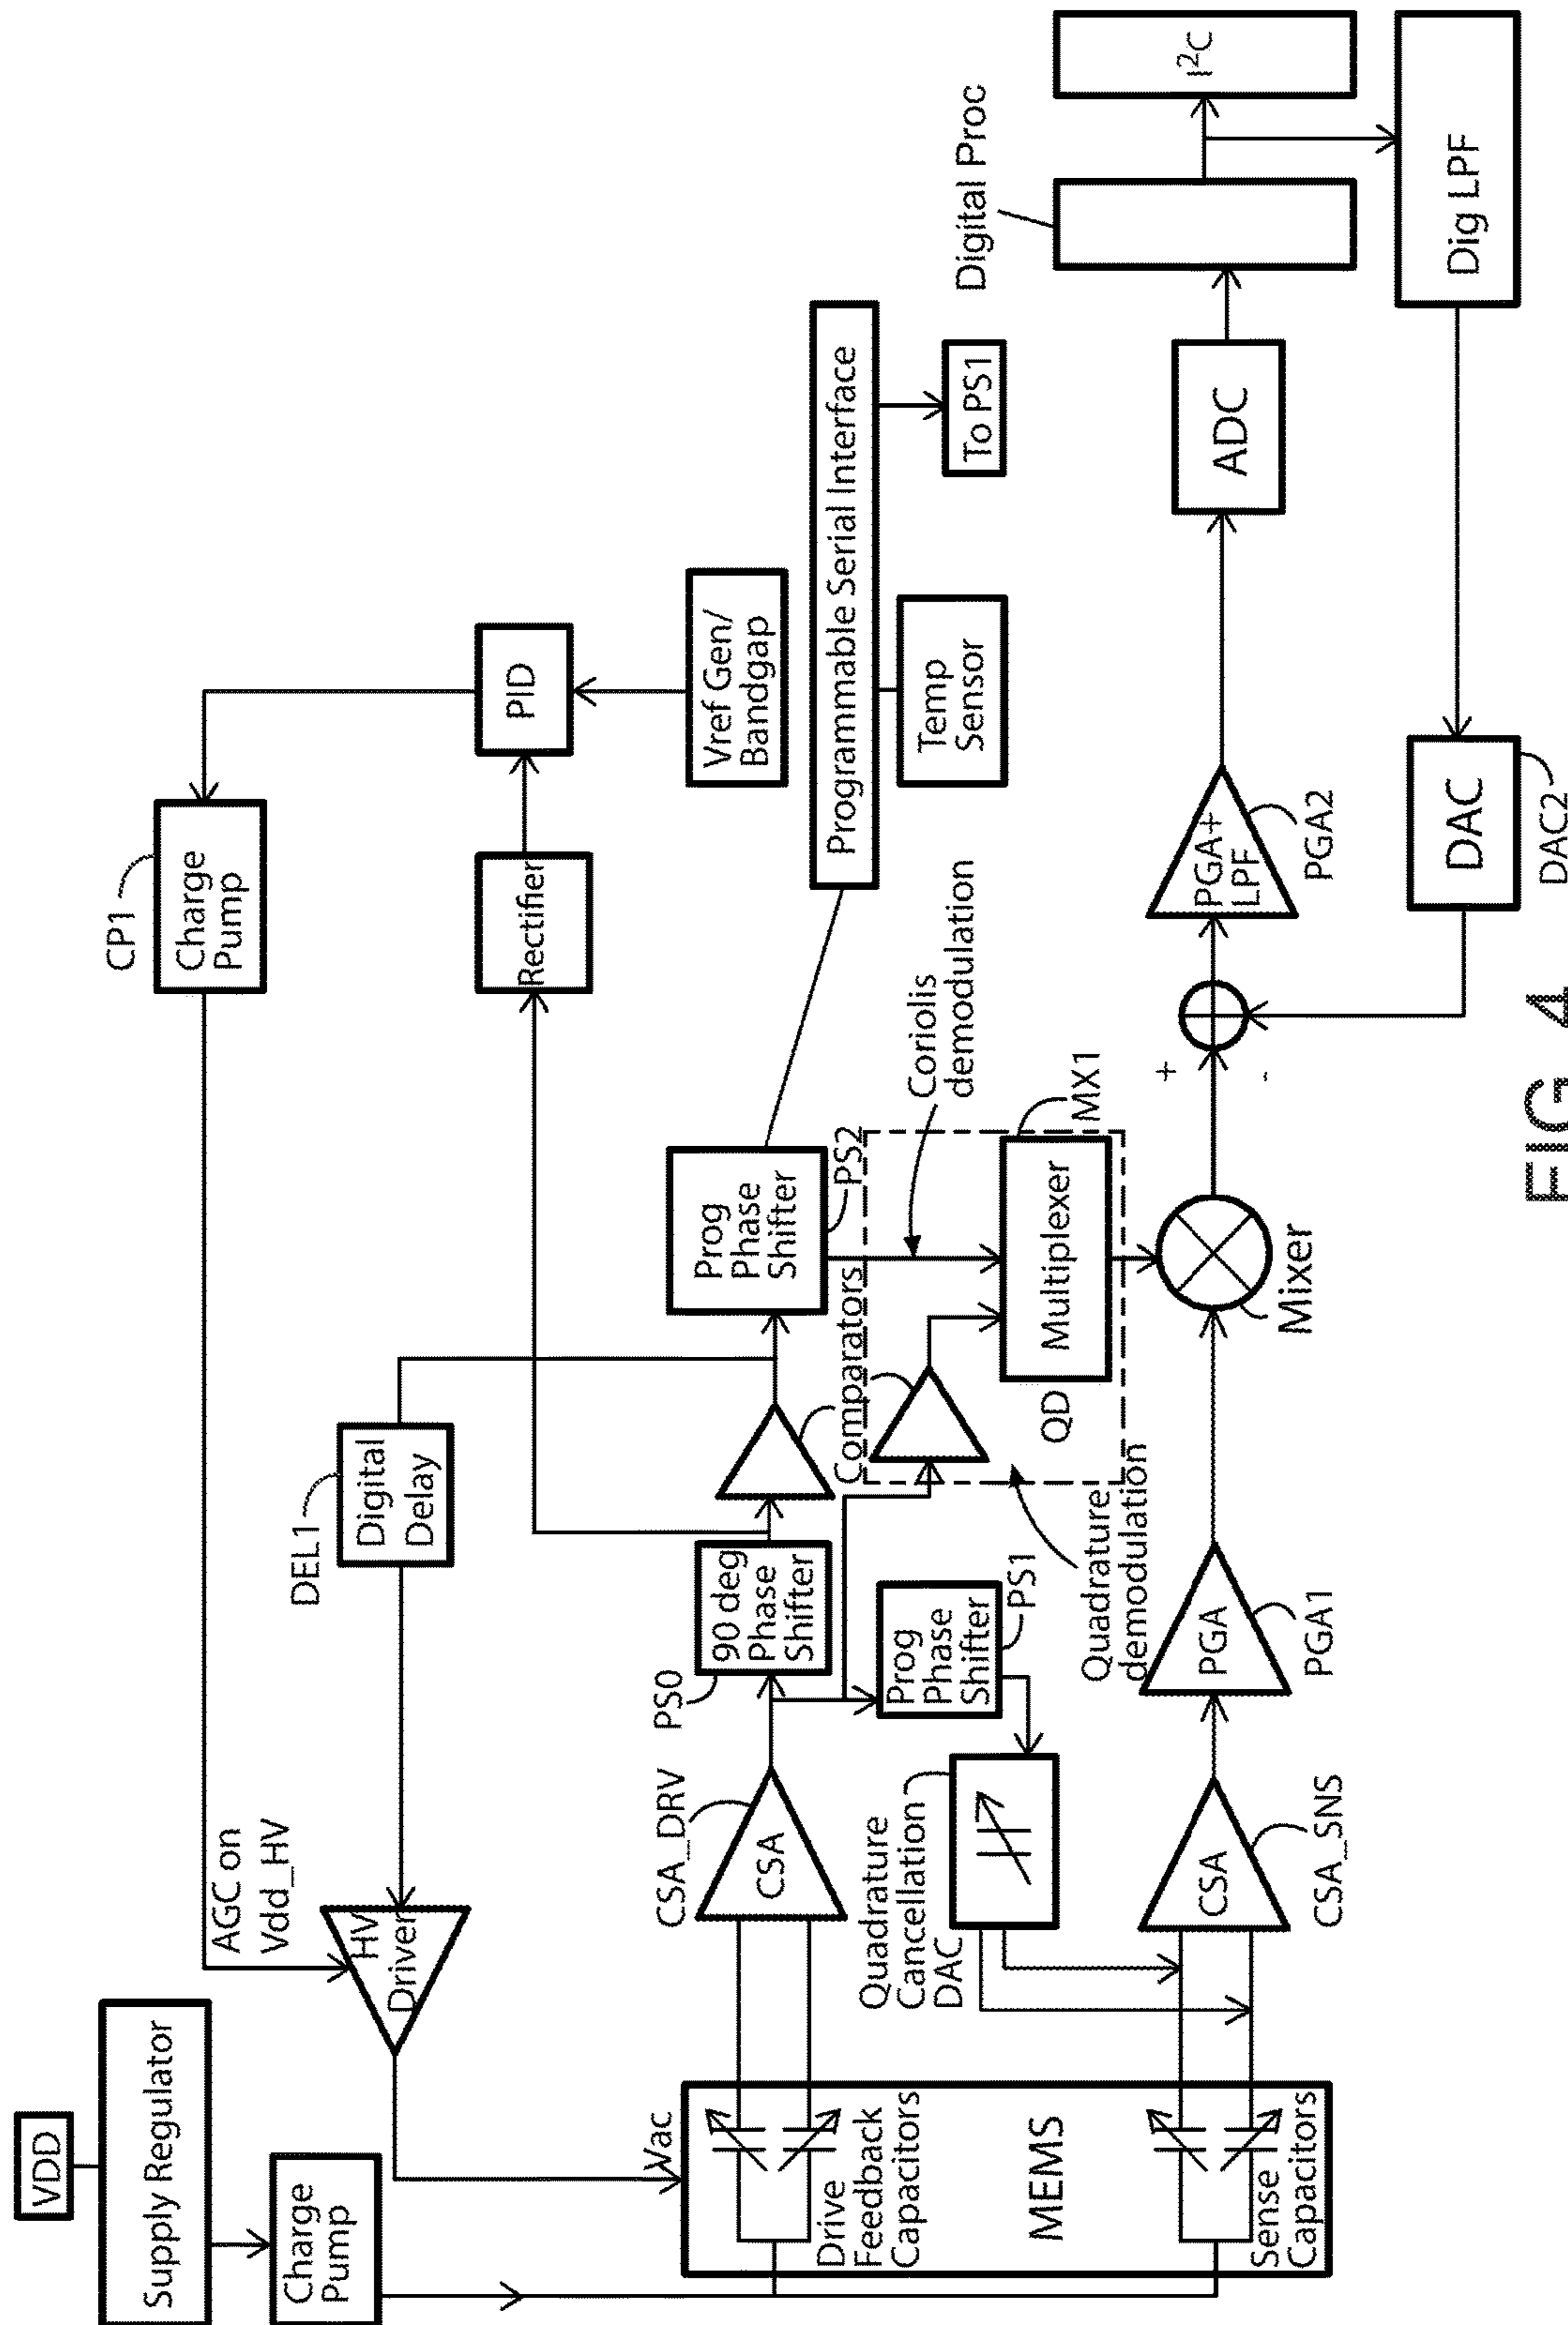 VDD
Supply Regulator
Charge
Pump
AGC on
Vdd_HV
HV
Driver
Vac
DEL1
Digital
Delay
CP1
Charge
Pump
Rectifier
PID
Vref Gen/
Bandgap
Drive
Feedback
Capacitors
MEMS
Sense
Capacitors
CSA_DRV
CSA
PS0
90 deg
Phase
Shifter
Comparators
Prog
Phase
Shifter
PS2
Programmable Serial Interface
Temp
Sensor
To PS1
Quadrature
Cancellation
DAC
Prog
Phase
Shifter
PS1
Quadrature
demodulation
QD
Multiplexer
MX1
Coriolis
demodulation
CSA
CSA_SNS
PGA
PGA1
Mixer
+
-
PGA+
LPF
PGA2
ADC
Digital Proc
I²C
Dig LPF
DAC
DAC2
FIG. 4